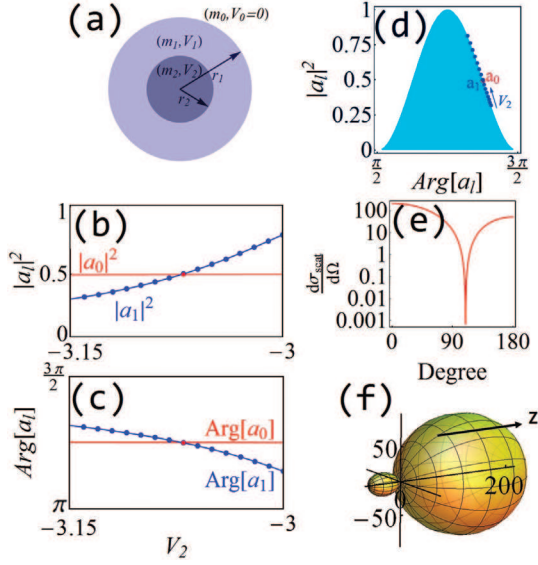 (a)
(m₀,V₀=0)
(m₁,V₁)
(m₂,V₂)
r₁
r₂
(b)
1
|aₗ|²
0.5
0
|a₀|²
|a₁|²
-3.15
-3
(c)
3π/2
Arg[aₗ]
π
Arg[a₀]
Arg[a₁]
-3.15
-3
V₂
(d)
1
0.75
|aₗ|²
0.5
0.25
0
a₀
a₁
V₂
π/2
3π/2
Arg[aₗ]
(e)
100
10
1
0.1
0.01
0.001
dσscat/dΩ
0
90
180
Degree
(f)
z
50
0
200
-50